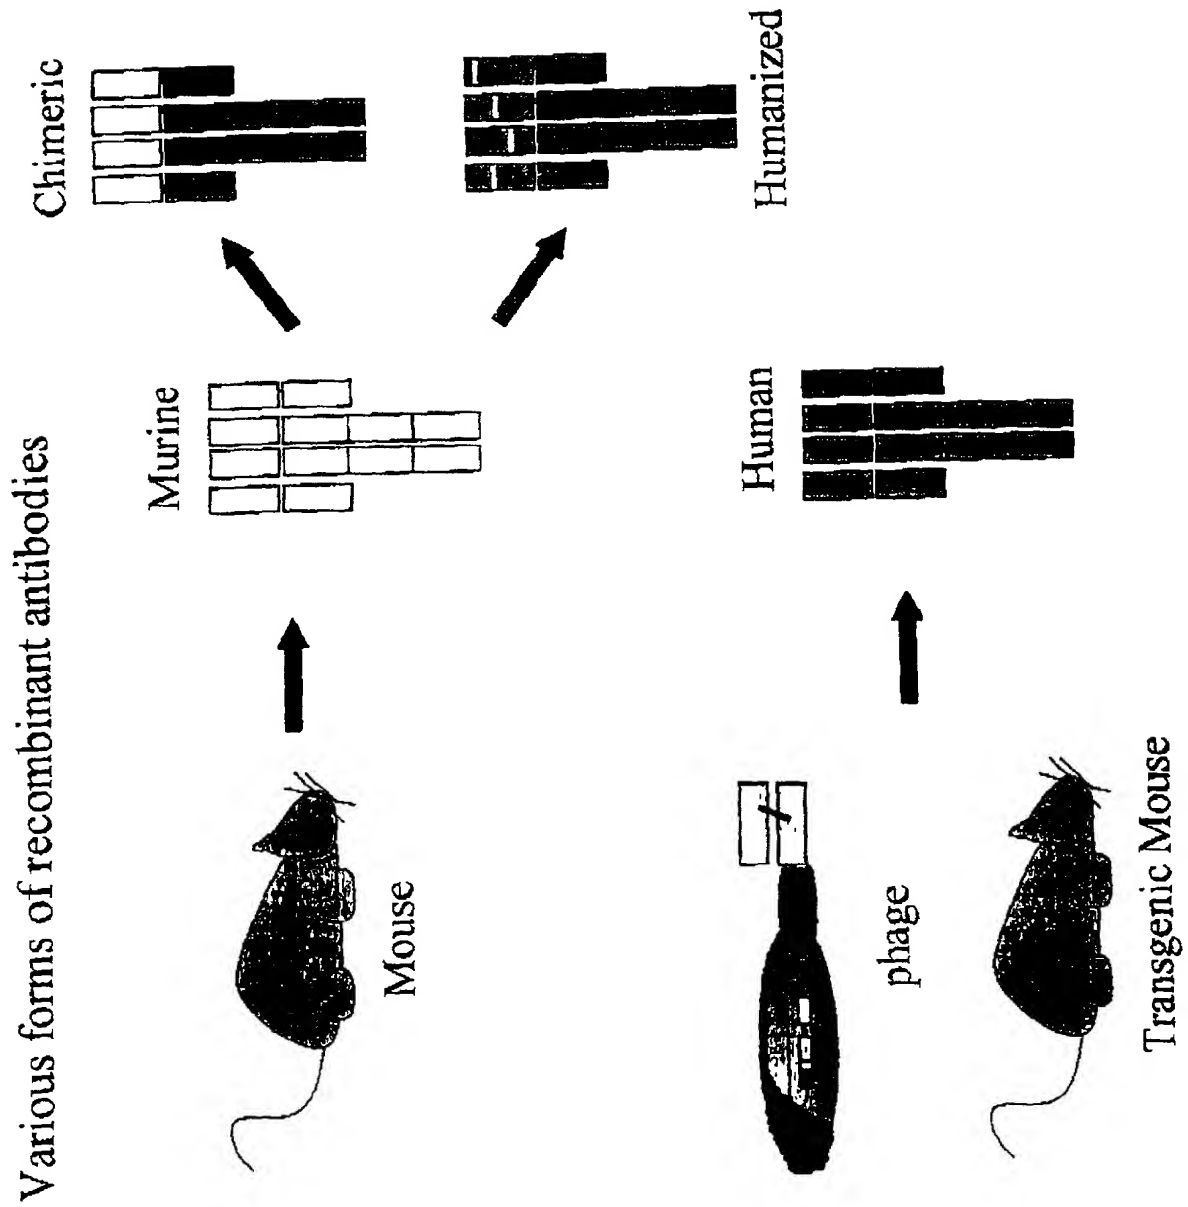 Various forms of recombinant antibodies
Mouse
Murine
Chimeric
Humanized
phage
Transgenic Mouse
Human